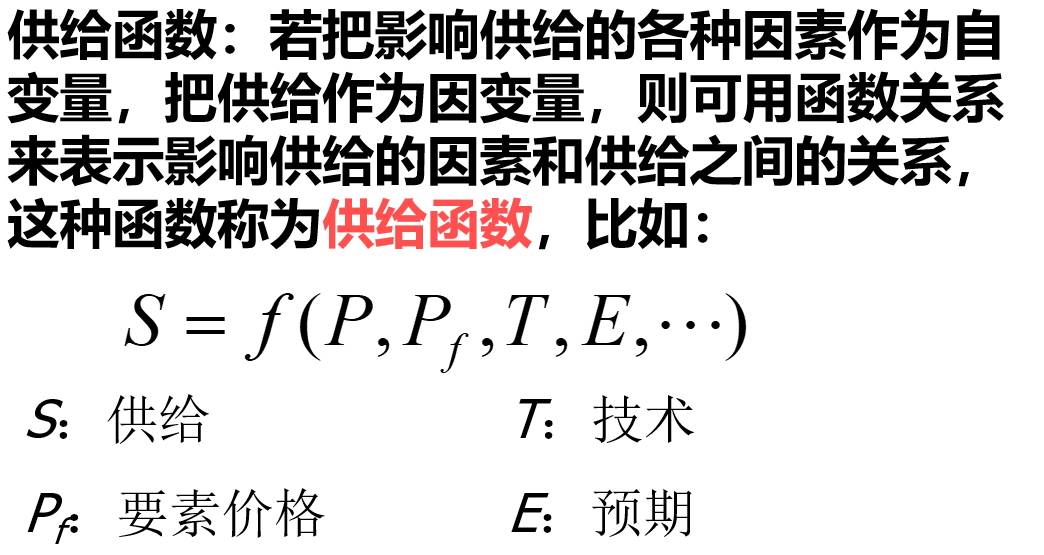 供给函数：若把影响供给的各种因素作为自
变量，把供给作为因变量，则可用函数关系
来表示影响供给的因素和供给之间的关系，
这种函数称为供给函数，比如：
S = f(P,P_f,T,E,⋯)
S：供给 T：技术
P_f：要素价格 E：预期